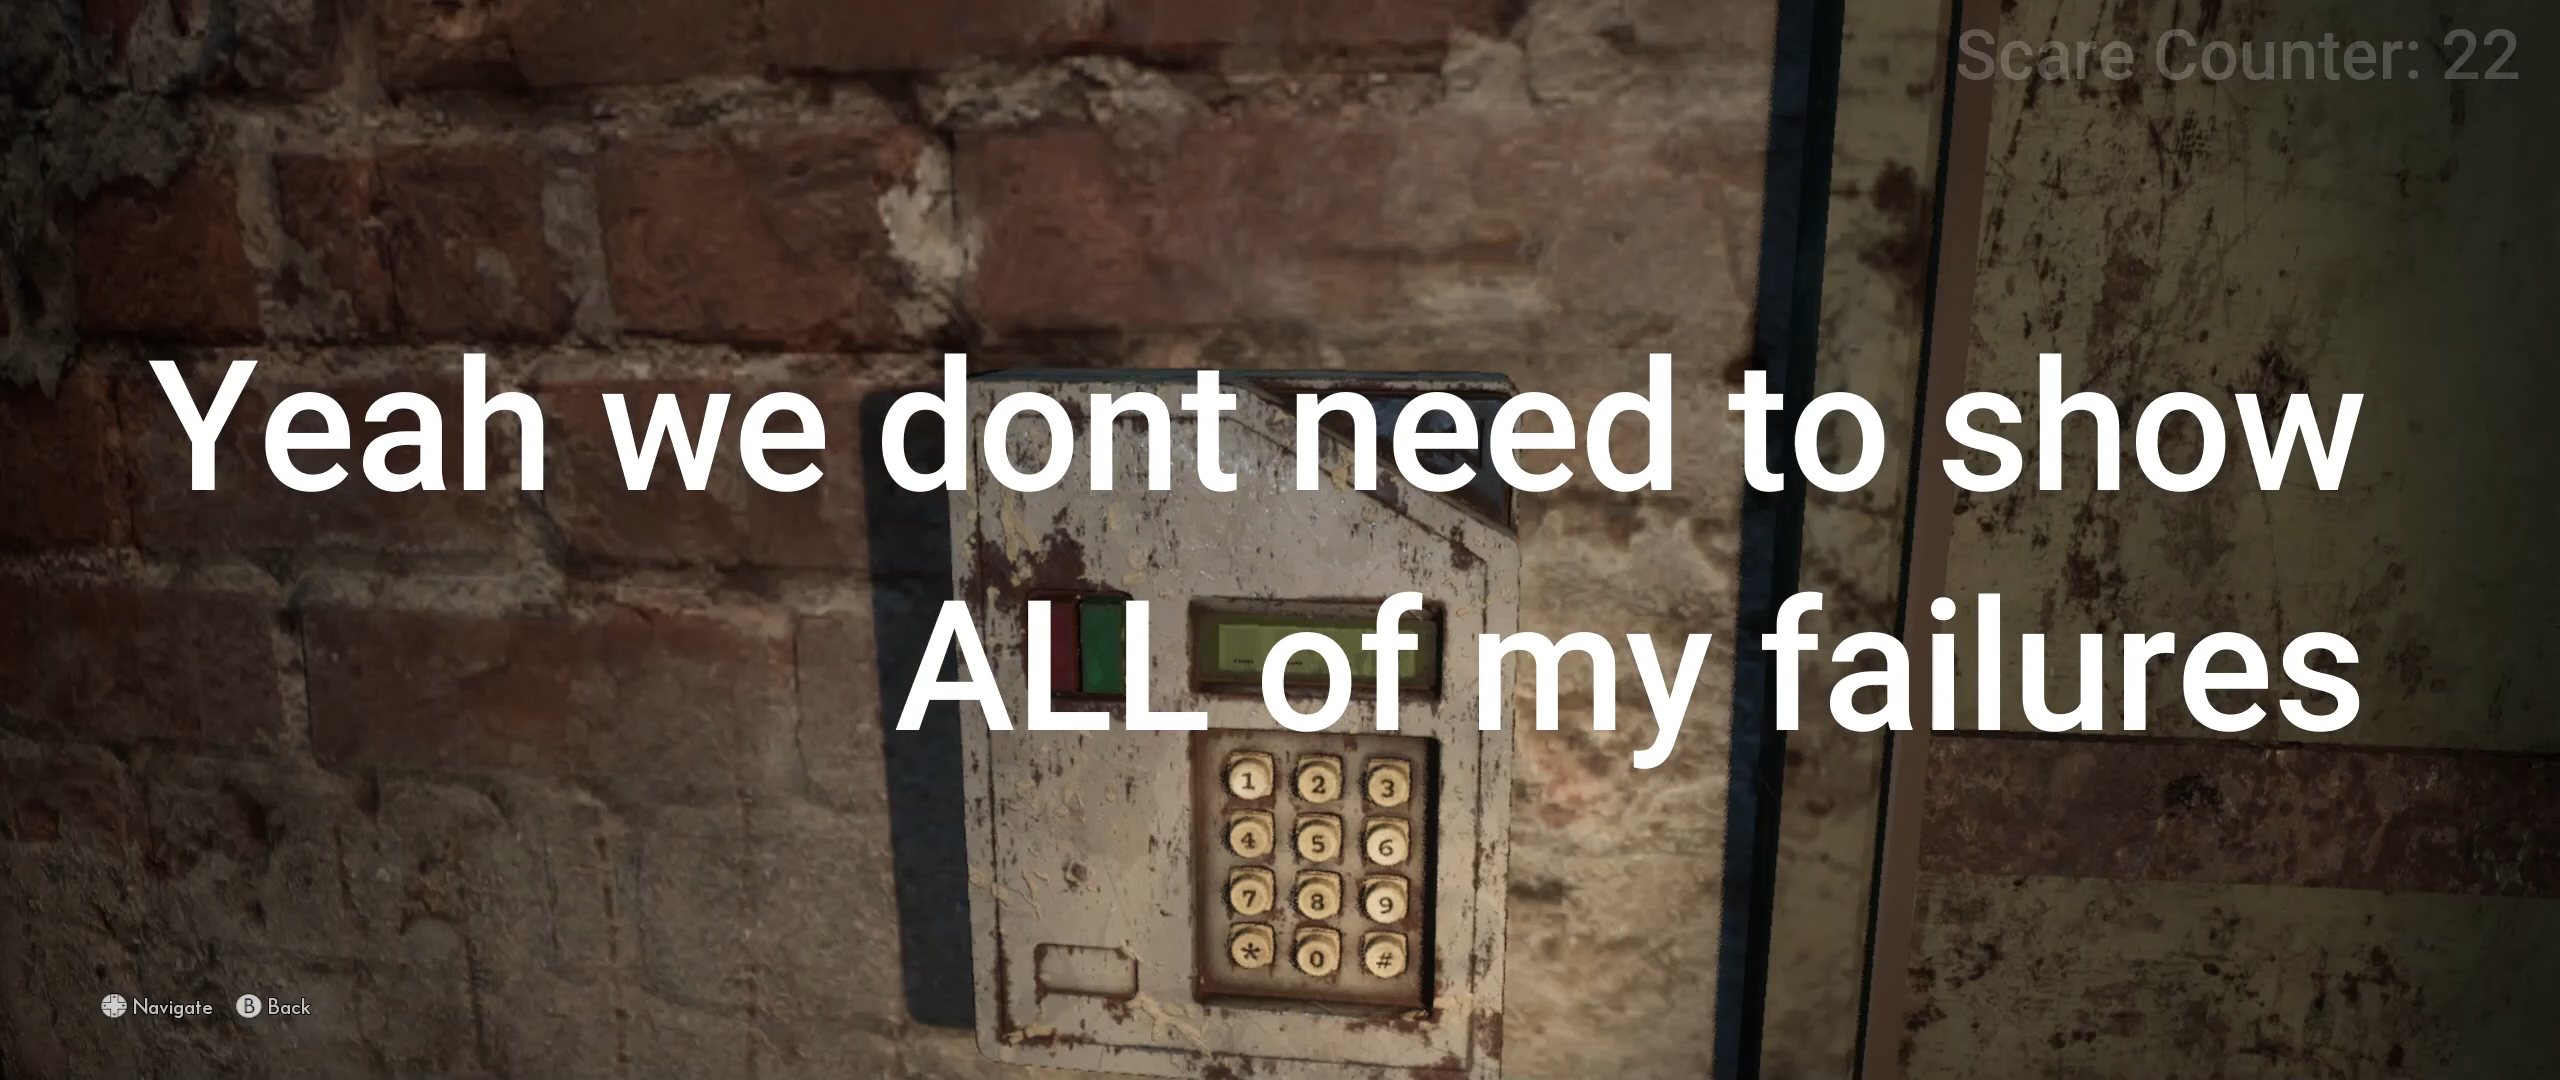 Scare Counter: 22
Yeah we dont need to show
ALL of my failures
1 2 3
4 5 6
7 8 9
* 0 #
Navigate B Back